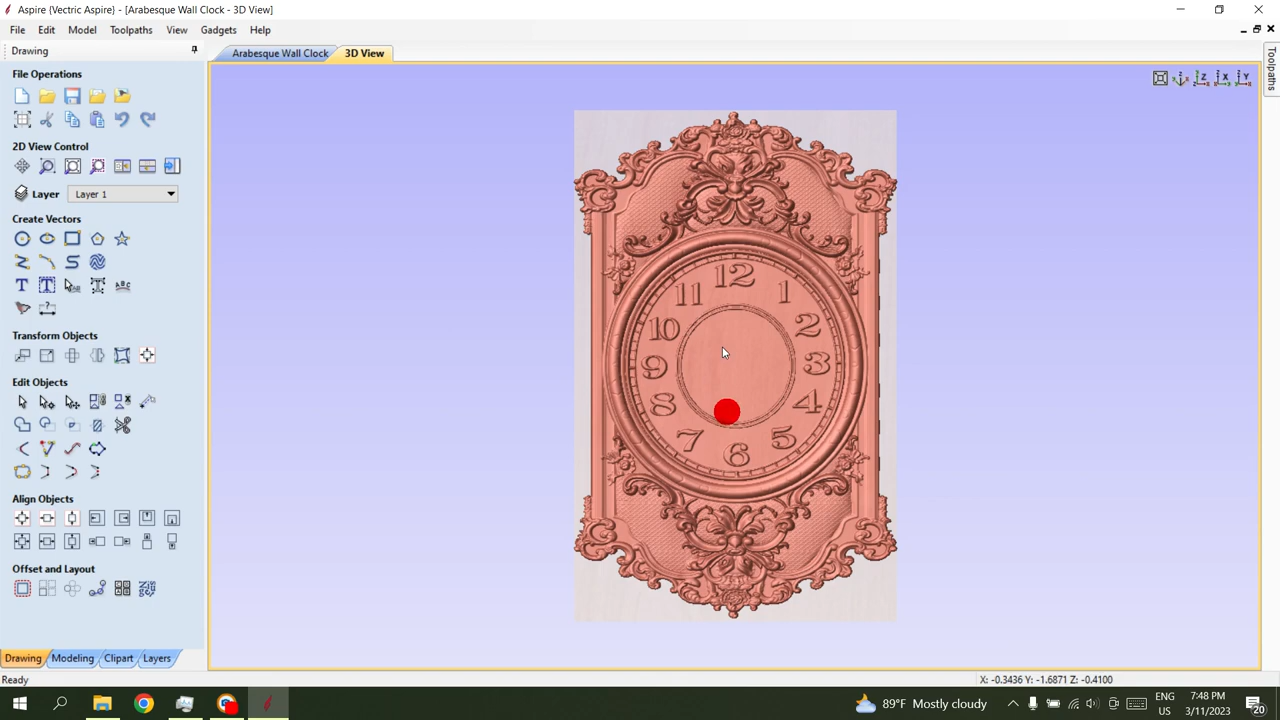 Aspire {Vectric Aspire} - [Arabesque Wall Clock - 3D View]
File Edit Model Toolpaths View Gadgets Help
Drawing
Arabesque Wall Clock 3D View
Toolpaths
File Operations
2D View Control
Layer Layer 1
Create Vectors
Transform Objects
Edit Objects
Align Objects
Offset and Layout
Z X Y
12
11 1
10 2
9 3
8 4
7 5
6
Drawing Modeling Clipart Layers
Ready
X: -0.3436 Y: -1.6871 Z: -0.4100
89°F Mostly cloudy
ENG
US
7:48 PM
3/11/2023
20